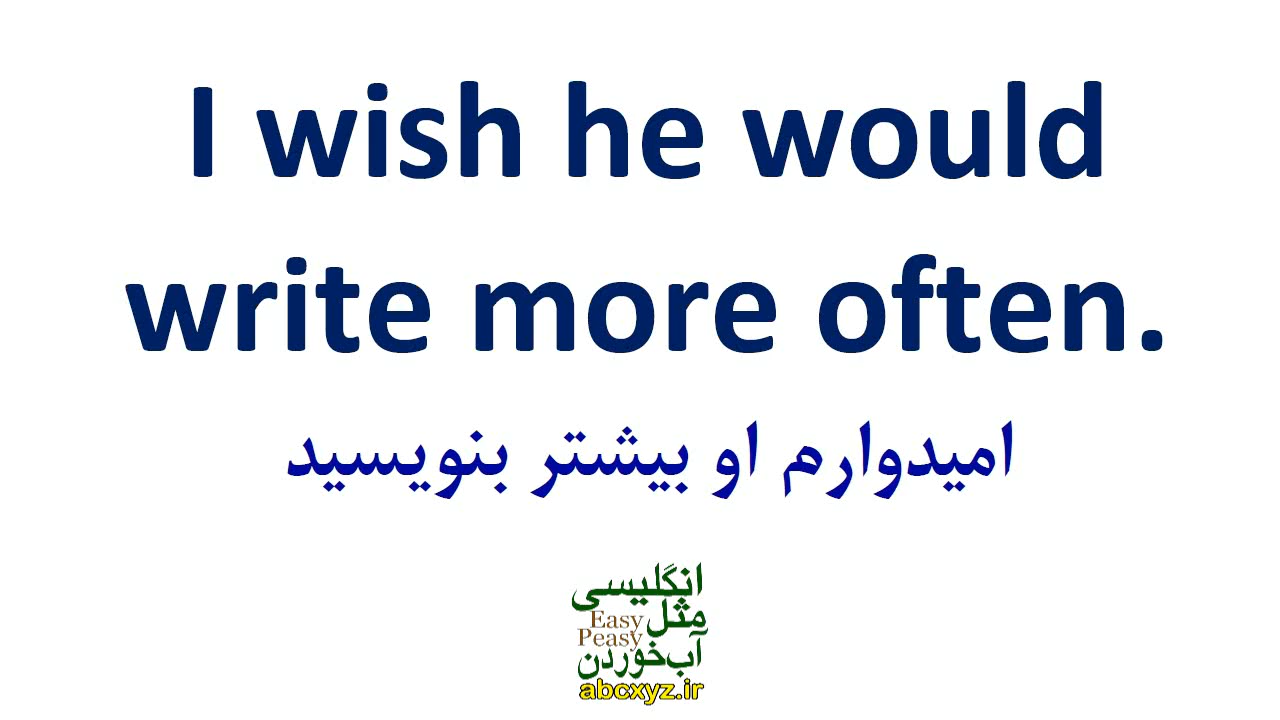 I wish he would
write more often.
امیدوارم او بیشتر بنویسید
انگلیسی
مثل
Easy
Peasy
آب‌خوردن
abcxyz.ir